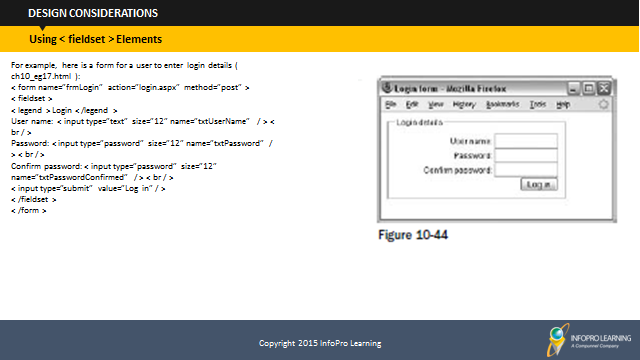 DESIGN CONSIDERATIONS
Using < fieldset > Elements
For example, here is a form for a user to enter login details (
ch10_eg17.html ):
< form name="frmLogin" action="login.aspx" method="post" >
< fieldset >
< legend > Login < /legend >
User name: < input type="text" size="12" name="txtUserName" / > <
br / >
Password: < input type="password" size="12" name="txtPassword" /
> < br / >
Confirm password: < input type="password" size="12"
name="txtPasswordConfirmed" / > < br / >
< input type="submit" value="Log in" / >
< /fieldset >
< /form >
Login form - Mozilla Firefox
File Edit View History Bookmarks Tools Help
Login details
User name:
Password:
Confirm password:
Log in
Figure 10-44
Copyright 2015 InfoPro Learning
INFOPRO LEARNING
A Compunnel Company